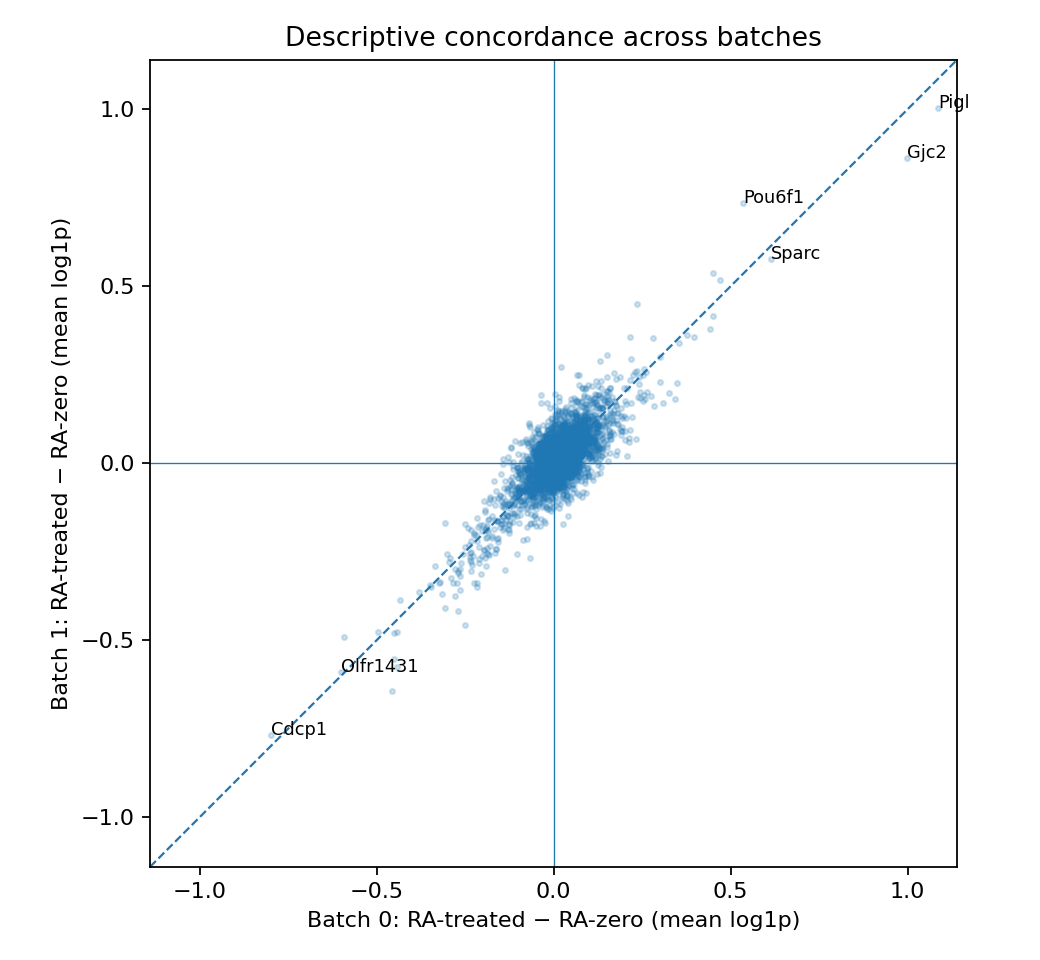 Descriptive concordance across batches
Batch 1: RA-treated − RA-zero (mean log1p)
1.0
0.5
0.0
−0.5
−1.0
Pigl
Gjc2
Pou6f1
Sparc
Olfr1431
Cdcp1
−1.0
−0.5
0.0
0.5
1.0
Batch 0: RA-treated − RA-zero (mean log1p)